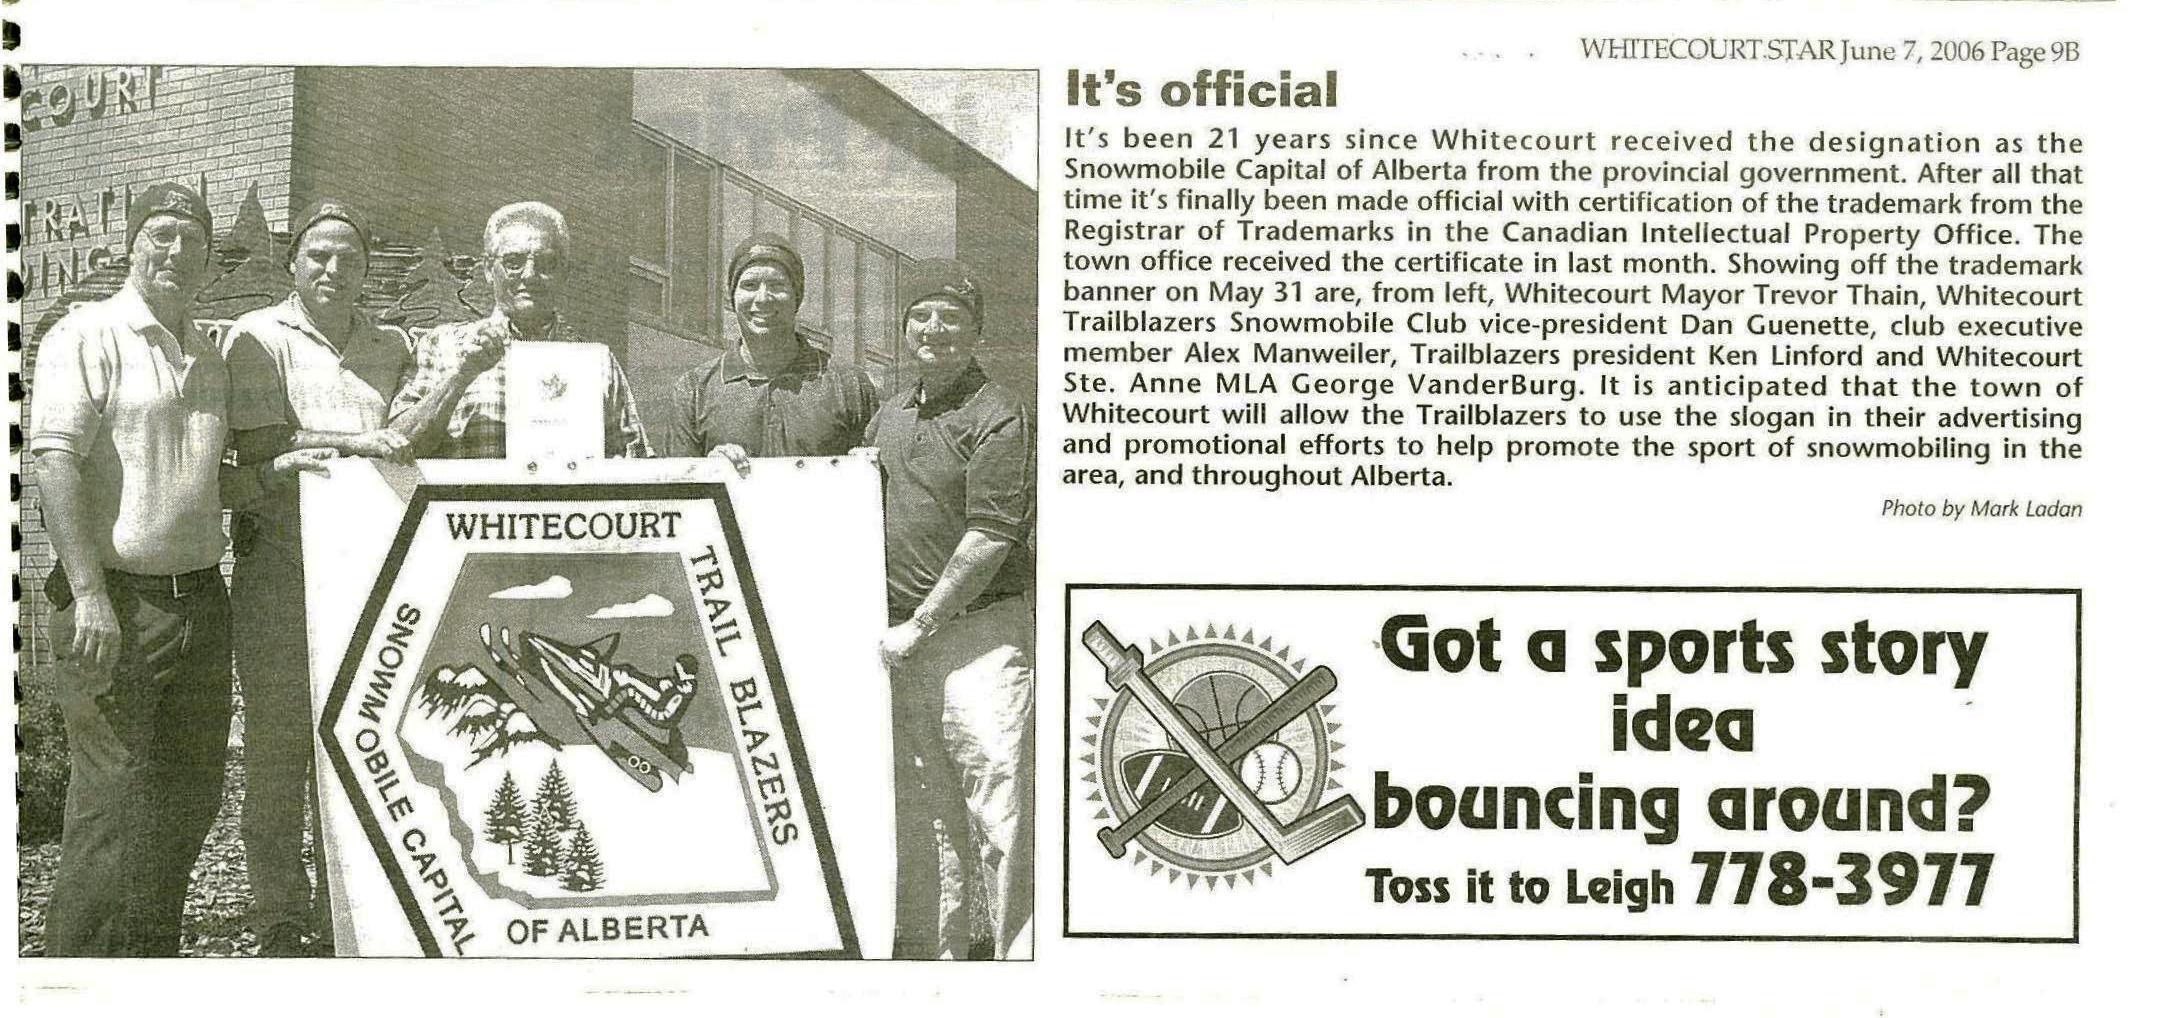 WHITECOURT STAR June 7, 2006 Page 9B
It's official
It's been 21 years since Whitecourt received the designation as the
Snowmobile Capital of Alberta from the provincial government. After all that
time it's finally been made official with certification of the trademark from the
Registrar of Trademarks in the Canadian Intellectual Property Office. The
town office received the certificate in last month. Showing off the trademark
banner on May 31 are, from left, Whitecourt Mayor Trevor Thain, Whitecourt
Trailblazers Snowmobile Club vice-president Dan Guenette, club executive
member Alex Manweiler, Trailblazers president Ken Linford and Whitecourt
Ste. Anne MLA George VanderBurg. It is anticipated that the town of
Whitecourt will allow the Trailblazers to use the slogan in their advertising
and promotional efforts to help promote the sport of snowmobiling in the
area, and throughout Alberta.
Photo by Mark Ladan
COURT
TRATION
DING
WHITECOURT
TRAIL BLAZERS
SNOWMOBILE CAPITAL
OF ALBERTA
Got a sports story
idea
bouncing around?
Toss it to Leigh 778-3977